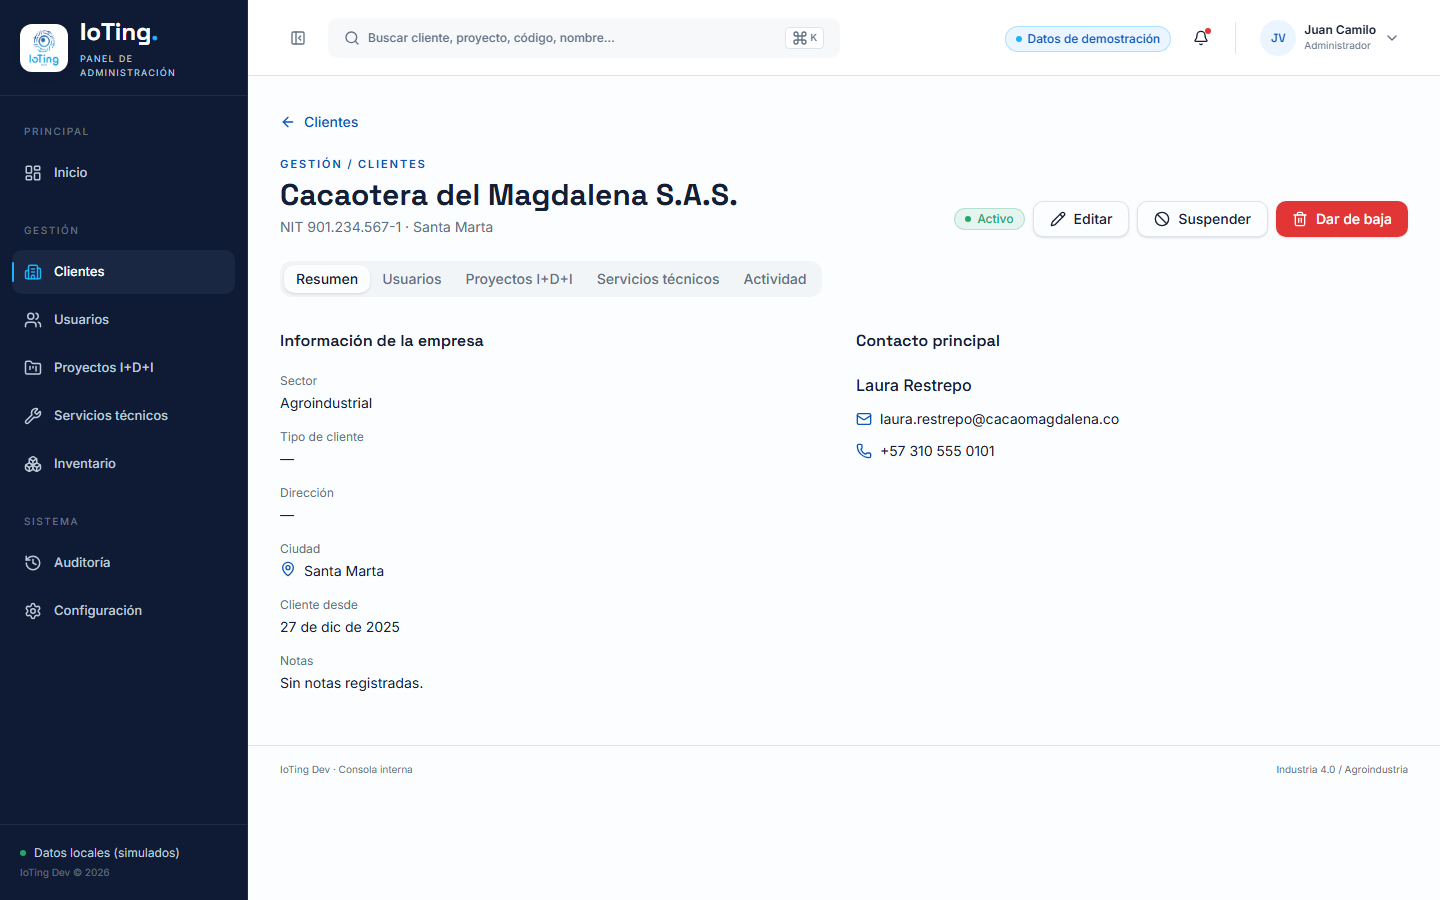 IoTing
IoTing.
PANEL DE
ADMINISTRACIÓN
PRINCIPAL
Inicio
GESTIÓN
Clientes
Usuarios
Proyectos I+D+I
Servicios técnicos
Inventario
SISTEMA
Auditoría
Configuración
Datos locales (simulados)
IoTing Dev © 2026
Buscar cliente, proyecto, código, nombre...
⌘ K
Datos de demostración
JV
Juan Camilo
Administrador
Clientes
GESTIÓN / CLIENTES
Cacaotera del Magdalena S.A.S.
NIT 901.234.567-1 · Santa Marta
Activo
Editar
Suspender
Dar de baja
Resumen
Usuarios
Proyectos I+D+I
Servicios técnicos
Actividad
Información de la empresa
Sector
Agroindustrial
Tipo de cliente
—
Dirección
—
Ciudad
Santa Marta
Cliente desde
27 de dic de 2025
Notas
Sin notas registradas.
Contacto principal
Laura Restrepo
laura.restrepo@cacaomagdalena.co
+57 310 555 0101
IoTing Dev · Consola interna
Industria 4.0 / Agroindustria